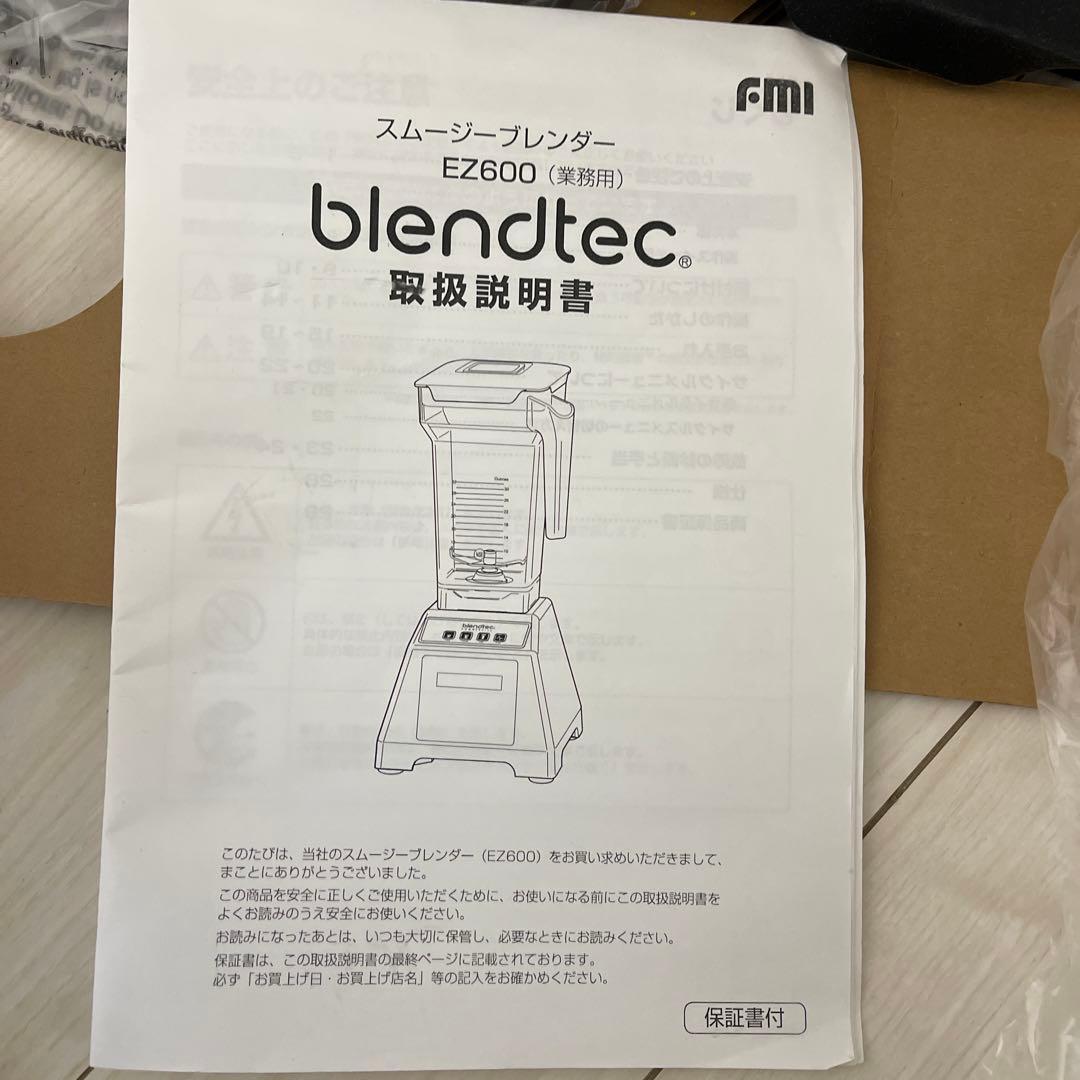 FMI
スムージーブレンダー
EZ600（業務用）
blendtec®
取扱説明書
Ounces
blendtec
このたびは、当社のスムージーブレンダー（EZ600）をお買い求めいただきまして、
まことにありがとうございました。
この商品を安全に正しくご使用いただくために、お使いになる前にこの取扱説明書を
よくお読みのうえ安全にお使いください。
お読みになったあとは、いつも大切に保管し、必要なときにお読みください。
保証書は、この取扱説明書の最終ページに記載されております。
必ず「お買上げ日・お買上げ店名」等の記入をお確かめください。
保証書付